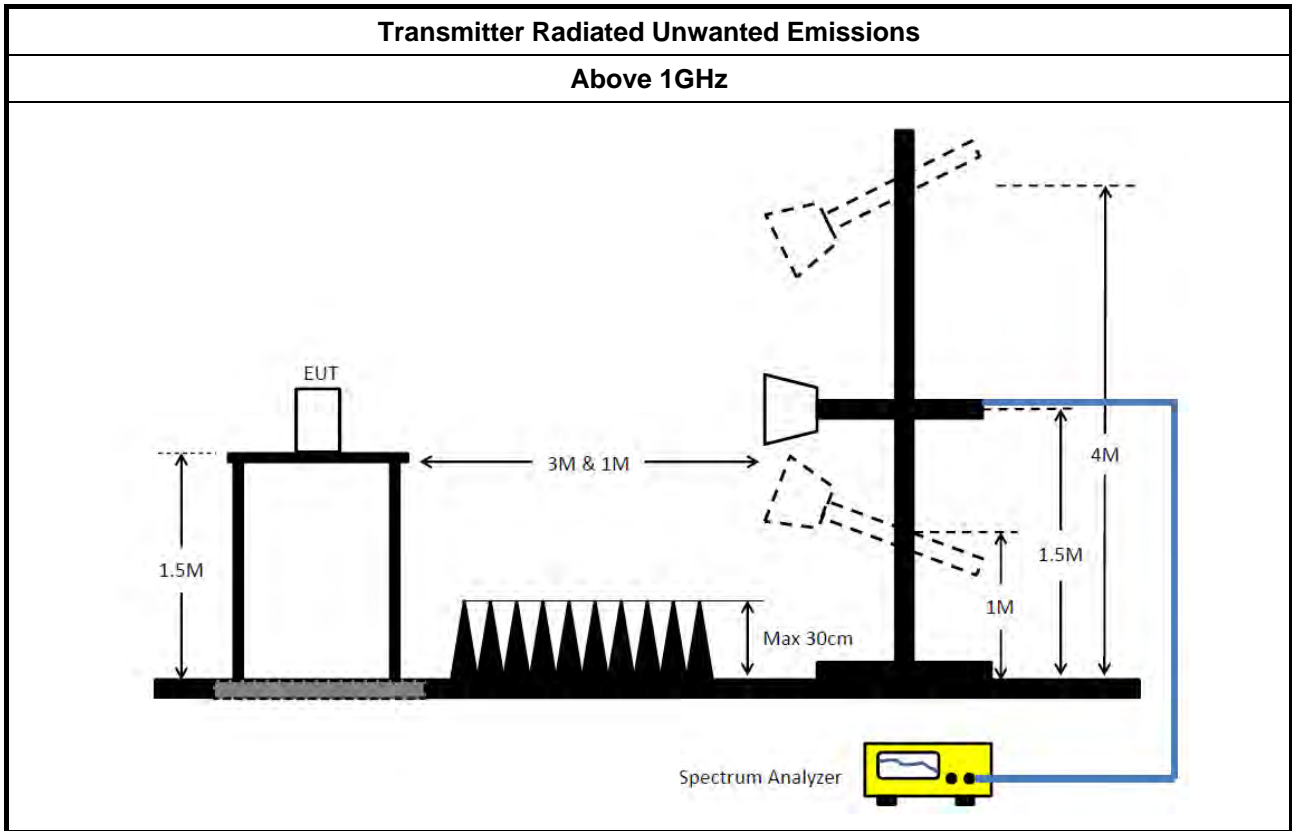 Transmitter Radiated Unwanted Emissions
Above 1GHz
EUT
3M & 1M
4M
1.5M
1.5M
1M
Max 30cm
Spectrum Analyzer